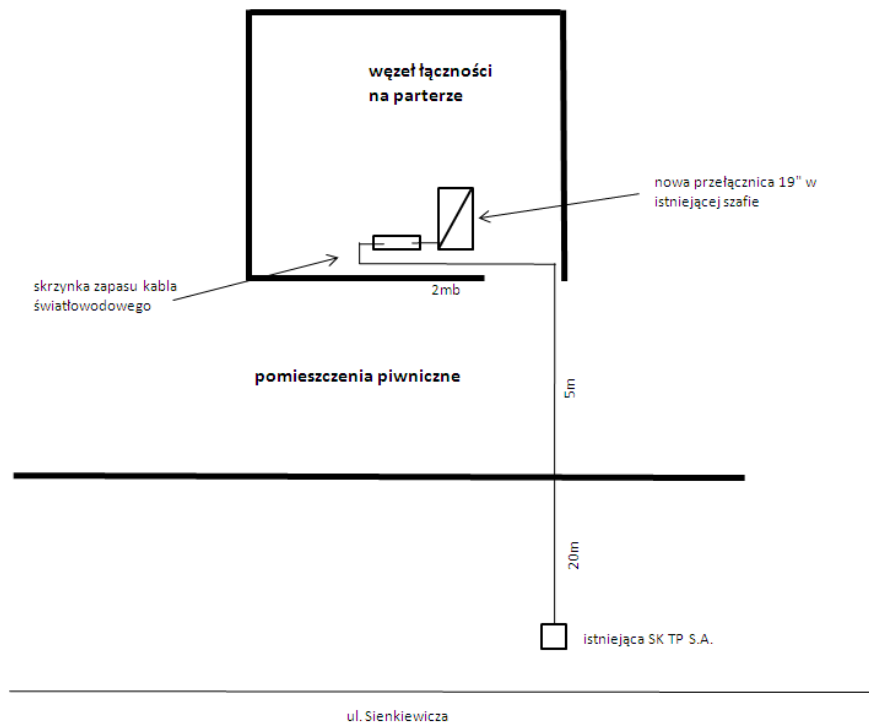 węzeł łączności
na parterze
nowa przełącznica 19" w
istniejącej szafie
skrzynka zapasu kabla
światłowodowego
2mb
pomieszczenia piwniczne
5m
20m
istniejąca SK TP S.A.
ul. Sienkiewicza